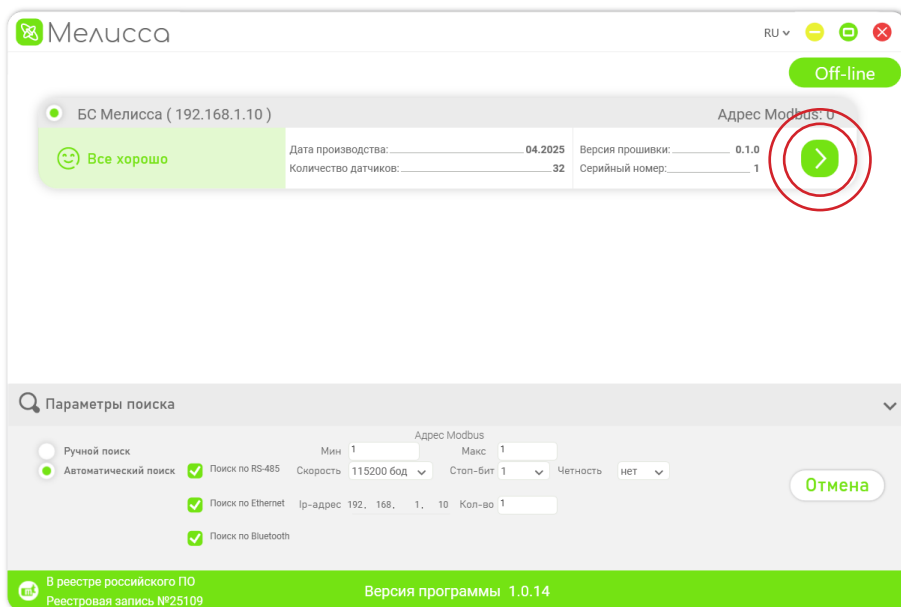 Мелисса
RU
Off-line
БС Мелисса ( 192.168.1.10 )
Адрес Modbus: 0
Все хорошо
Дата производства: 04.2025
Количество датчиков: 32
Версия прошивки: 0.1.0
Серийный номер: 1
Параметры поиска
Адрес Modbus
Ручной поиск
Мин 1 Макс 1
Автоматический поиск
Поиск по RS-485 Скорость 115200 бод Стоп-бит 1 Четность нет
Отмена
Поиск по Ethernet Ip-адрес 192. 168. 1. 10 Кол-во 1
Поиск по Bluetooth
В реестре российского ПО
Реестровая запись №25109
Версия программы 1.0.14